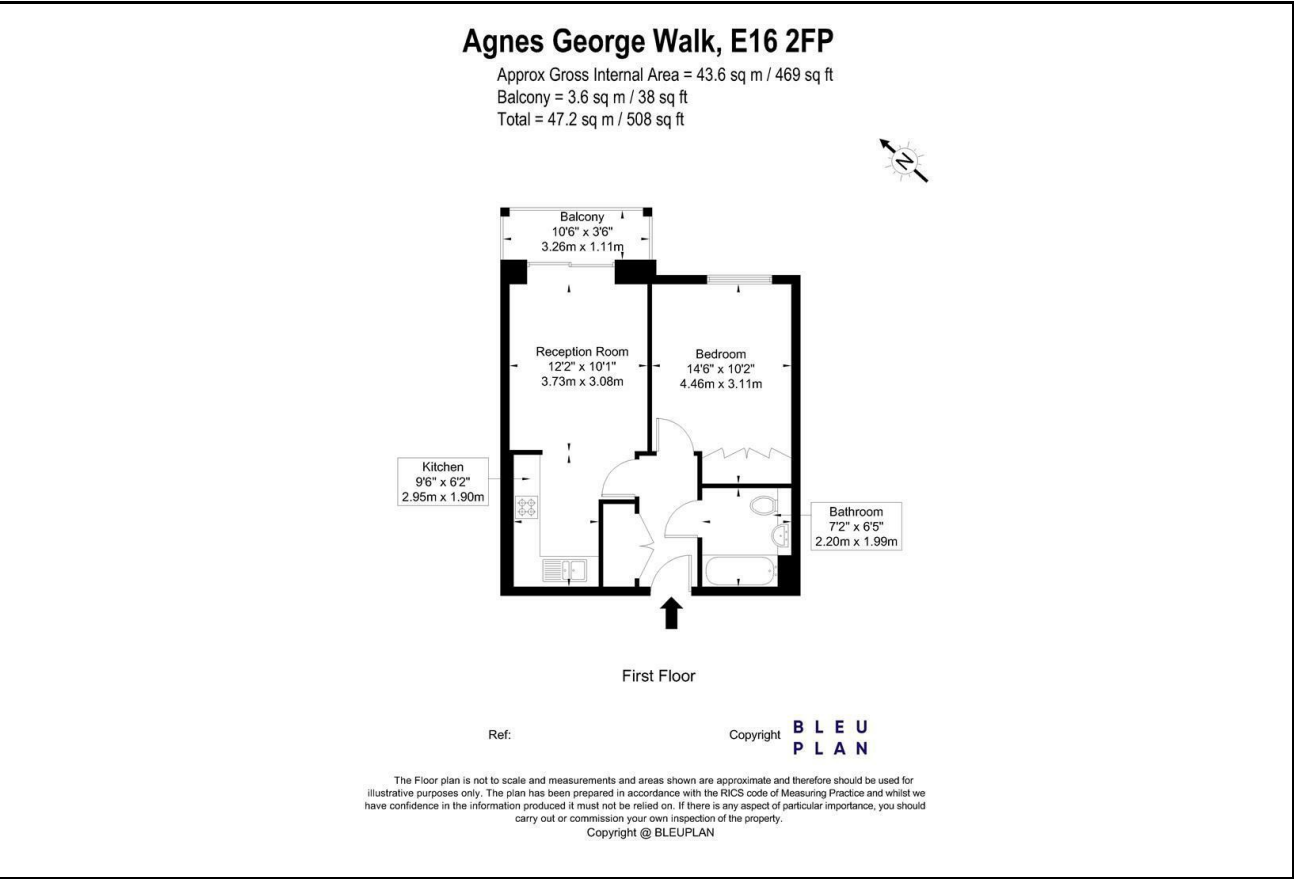 Agnes George Walk, E16 2FP
Approx Gross Internal Area = 43.6 sq m / 469 sq ft
Balcony = 3.6 sq m / 38 sq ft
Total = 47.2 sq m / 508 sq ft
N
Balcony
10'6" x 3'6"
3.26m x 1.11m
Reception Room
12'2" x 10'1"
3.73m x 3.08m
Bedroom
14'6" x 10'2"
4.46m x 3.11m
Kitchen
9'6" x 6'2"
2.95m x 1.90m
Bathroom
7'2" x 6'5"
2.20m x 1.99m
First Floor
Ref:
Copyright
BLEU
PLAN
The Floor plan is not to scale and measurements and areas shown are approximate and therefore should be used for
illustrative purposes only. The plan has been prepared in accordance with the RICS code of Measuring Practice and whilst we
have confidence in the information produced it must not be relied on. If there is any aspect of particular importance, you should
carry out or commission your own inspection of the property.
Copyright @ BLEUPLAN